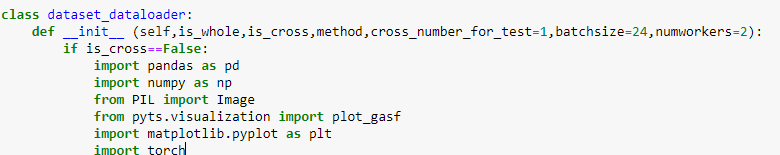 class dataset_dataloader:
    def __init__ (self,is_whole,is_cross,method,cross_number_for_test=1,batchsize=24,numworkers=2):
        if is_cross==False:
            import pandas as pd
            import numpy as np
            from PIL import Image
            from pyts.visualization import plot_gasf
            import matplotlib.pyplot as plt
            import torch